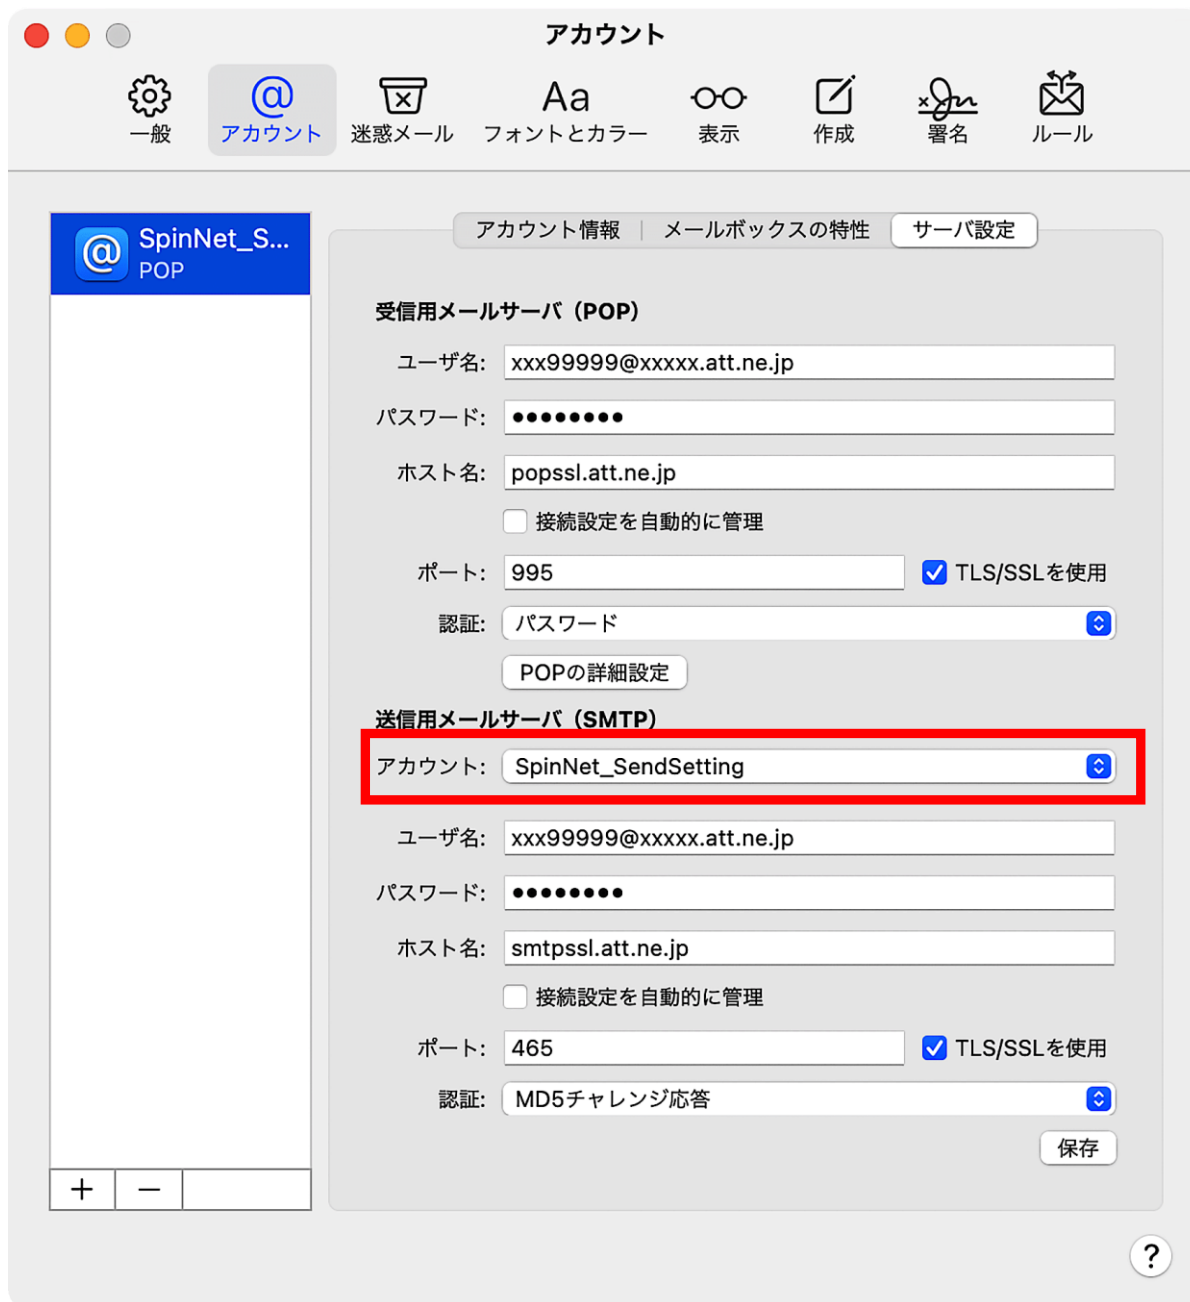 アカウント
一般 アカウント 迷惑メール フォントとカラー 表示 作成 署名 ルール
SpinNet_S...
POP
アカウント情報 メールボックスの特性 サーバ設定
受信用メールサーバ（POP）
ユーザ名: xxx99999@xxxxx.att.ne.jp
パスワード: ●●●●●●●●
ホスト名: popssl.att.ne.jp
接続設定を自動的に管理
ポート: 995 TLS/SSLを使用
認証: パスワード
POPの詳細設定
送信用メールサーバ（SMTP）
アカウント: SpinNet_SendSetting
ユーザ名: xxx99999@xxxxx.att.ne.jp
パスワード: ●●●●●●●●
ホスト名: smtpssl.att.ne.jp
接続設定を自動的に管理
ポート: 465 TLS/SSLを使用
認証: MD5チャレンジ応答
保存
+ −
?